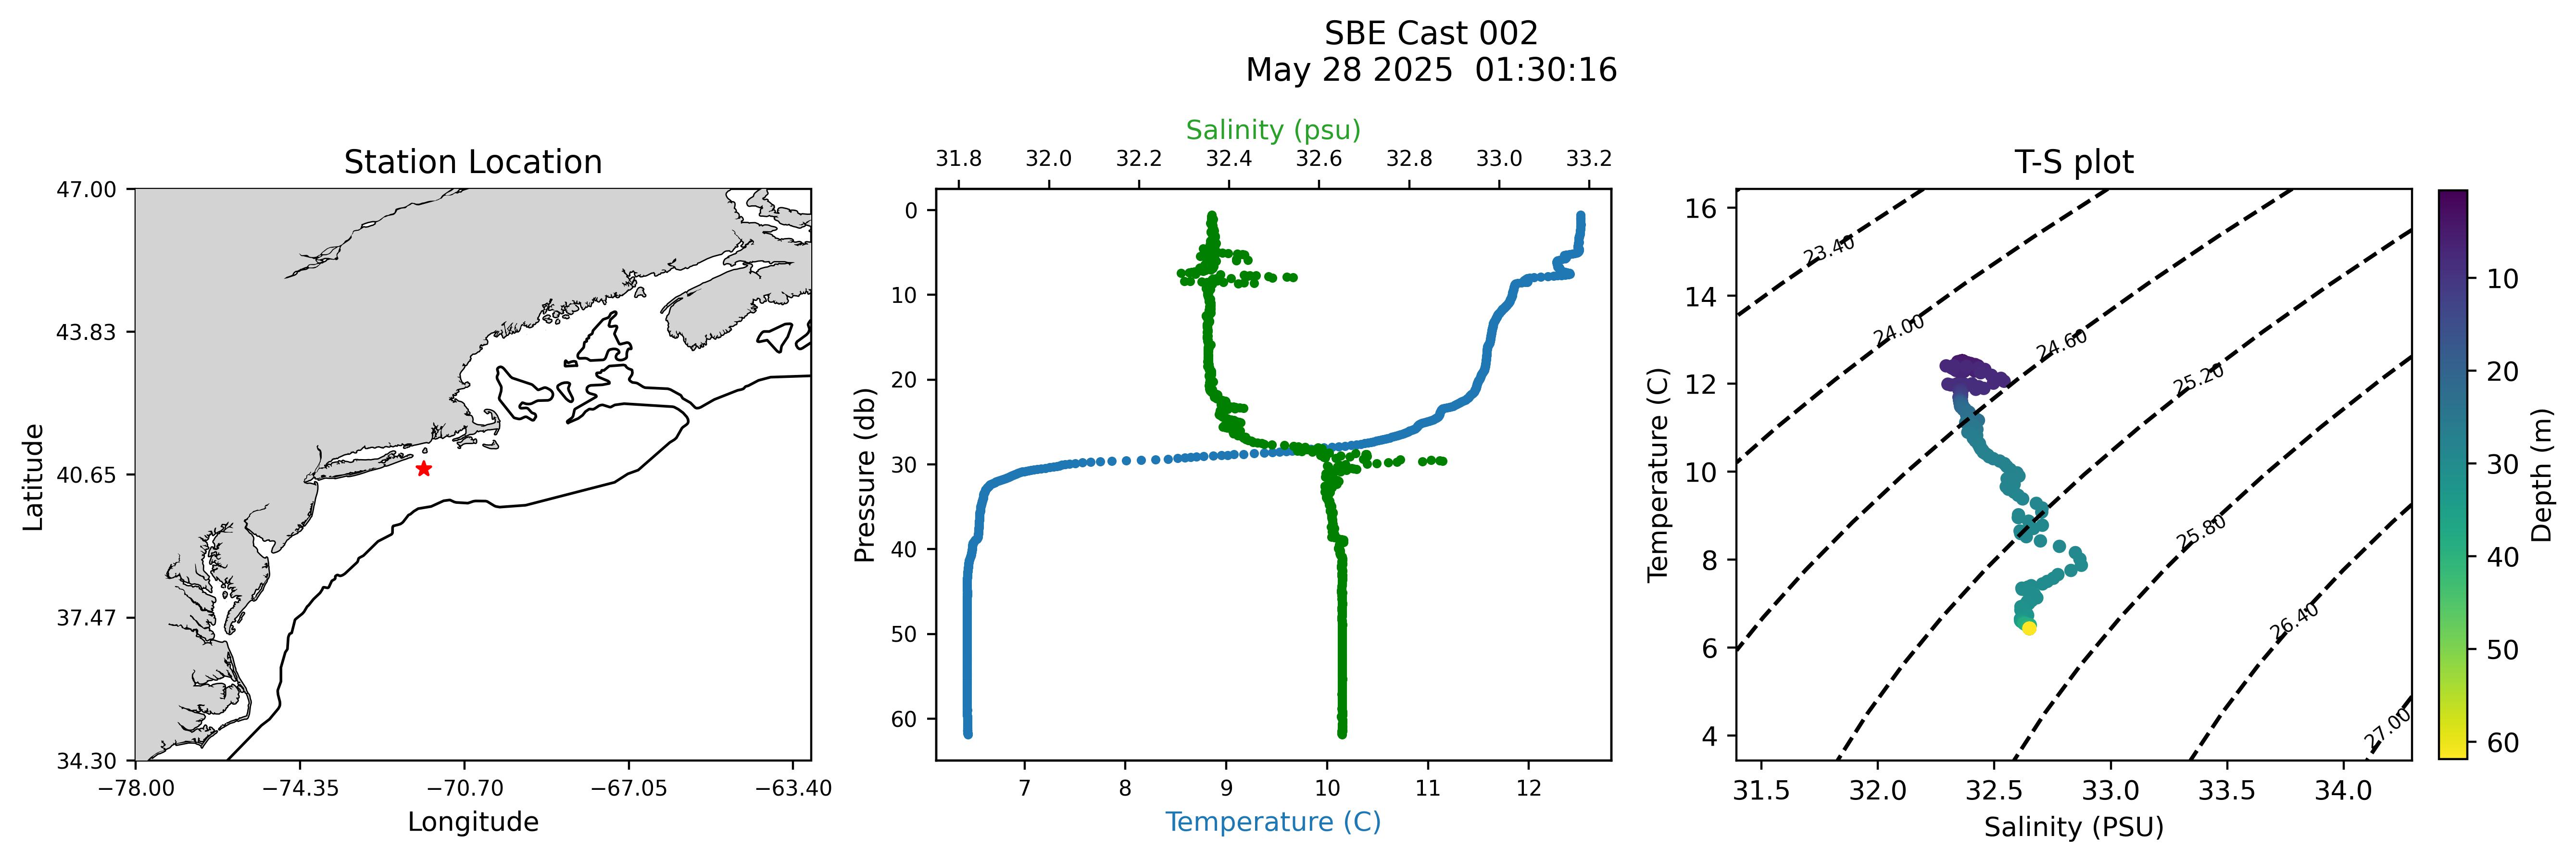 SBE Cast 002
May 28 2025  01:30:16
Station Location
47.00
43.83
40.65
37.47
34.30
Latitude
−78.00 −74.35 −70.70 −67.05 −63.40
Longitude
Salinity (psu)
31.8 32.0 32.2 32.4 32.6 32.8 33.0 33.2
0
10
20
30
40
50
60
Pressure (db)
7 8 9 10 11 12
Temperature (C)
T-S plot
16
14
12
10
8
6
4
Temperature (C)
23.40
24.00
24.60
25.20
25.80
26.40
27.00
31.5 32.0 32.5 33.0 33.5 34.0
Salinity (PSU)
10
20
30
40
50
60
Depth (m)